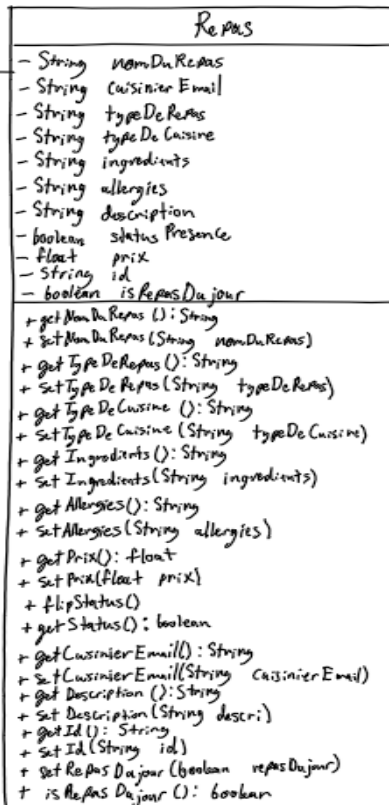 Repas
- String nomDuRepas
- String cuisinierEmail
- String typeDeRepas
- String typeDeCuisine
- String ingredients
- String allergies
- String description
- boolean statusPresence
- float prix
- String id
- boolean isRepasDujour
+ getNomDuRepas (): String
+ setNomDuRepas (String nomDuRepas)
+ getTypeDeRepas(): String
+ setTypeDeRepas (String typeDeRepas)
+ getTypeDeCuisine (): String
+ setTypeDeCuisine (String typeDeCuisine)
+ getIngredients(): String
+ setIngredients(String ingredients)
+ getAllergies(): String
+ setAllergies(String allergies)
+ getPrix(): float
+ setPrix(float prix)
+ flipStatus()
+ getStatus(): boolean
+ getCuisinierEmail(): String
+ setCuisinierEmail(String cuisinierEmail)
+ getDescription (): String
+ setDescription (String descri)
+ getId(): String
+ setId(String id)
+ setRepasDujour (boolean repasDujour)
+ isRepasDujour (): boolean